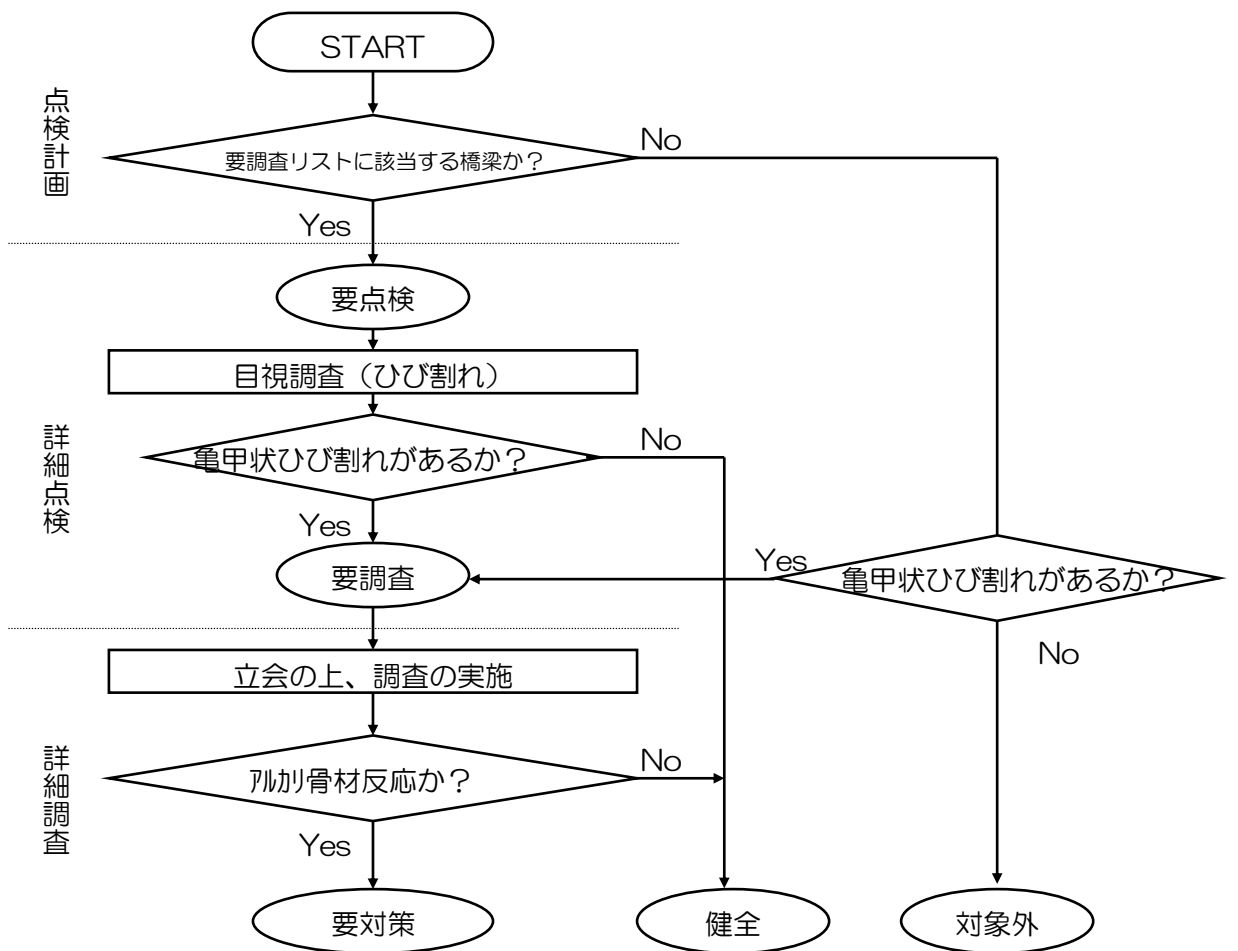 START
点検計画
要調査リストに該当する橋梁か？
No
Yes
要点検
目視調査（ひび割れ）
詳細点検
亀甲状ひび割れがあるか？
No
Yes
要調査
Yes
亀甲状ひび割れがあるか？
No
立会の上、調査の実施
詳細調査
ｱﾙｶﾘ骨材反応か？
No
Yes
要対策
健全
対象外